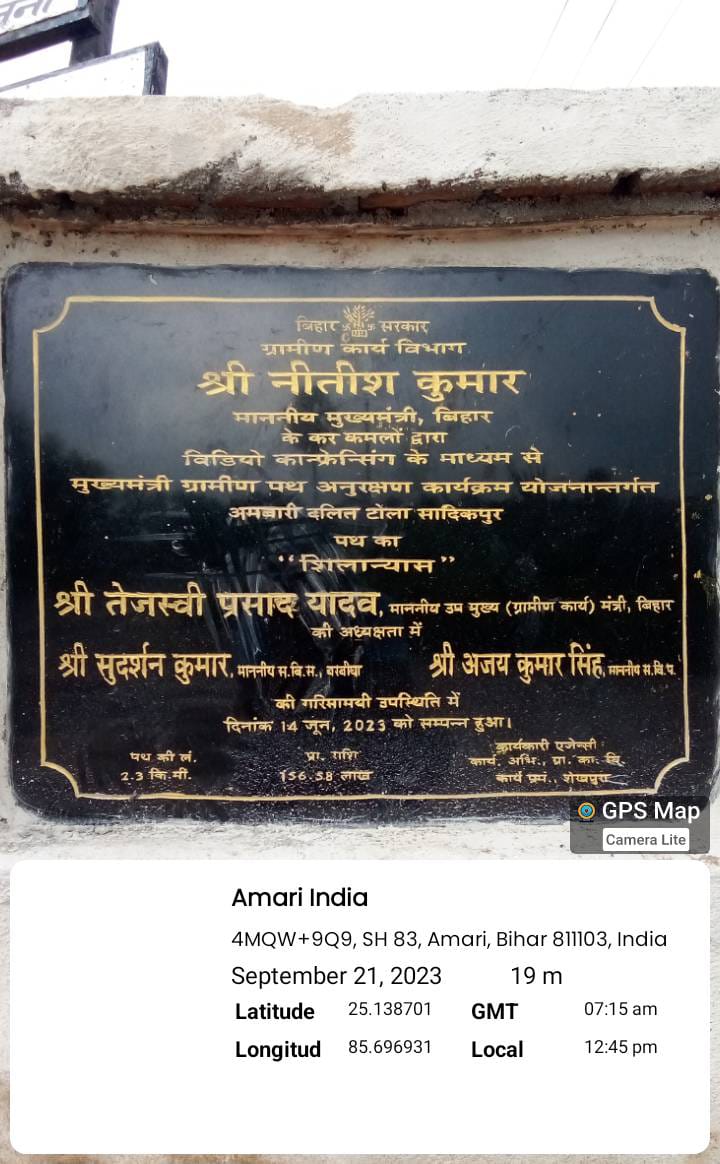 बिहार सरकार
ग्रामीण कार्य विभाग
श्री नीतीश कुमार
माननीय मुख्यमंत्री, बिहार
के कर कमलों द्वारा
विडियो कान्फ्रेन्सिंग के माध्यम से
मुख्यमंत्री ग्रामीण पथ अनुरक्षण कार्यक्रम योजनान्तर्गत
अमबारी दलित टोला सादिकपुर
पथ का
"शिलान्यास"
श्री तेजस्वी प्रसाद यादव, माननीय उप मुख्य (ग्रामीण कार्य) मंत्री, बिहार
की अध्यक्षता में
श्री सुदर्शन कुमार, माननीय स.वि.स., बरबीघा श्री अजय कुमार सिंह, माननीय स.वि.प.
की गरिमामयी उपस्थिति में
दिनांक 14 जून, 2023 को सम्पन्न हुआ।
पथ की लं. प्रा. राशि कार्यकारी एजेन्सी
2.3 कि.मी. 156.58 लाख कार्य. अभि., ग्रा. का. वि.
कार्य प्रमं., शेखपुरा
GPS Map
Camera Lite
Amari India
4MQW+9Q9, SH 83, Amari, Bihar 811103, India
September 21, 2023 19 m
Latitude 25.138701 GMT 07:15 am
Longitud 85.696931 Local 12:45 pm